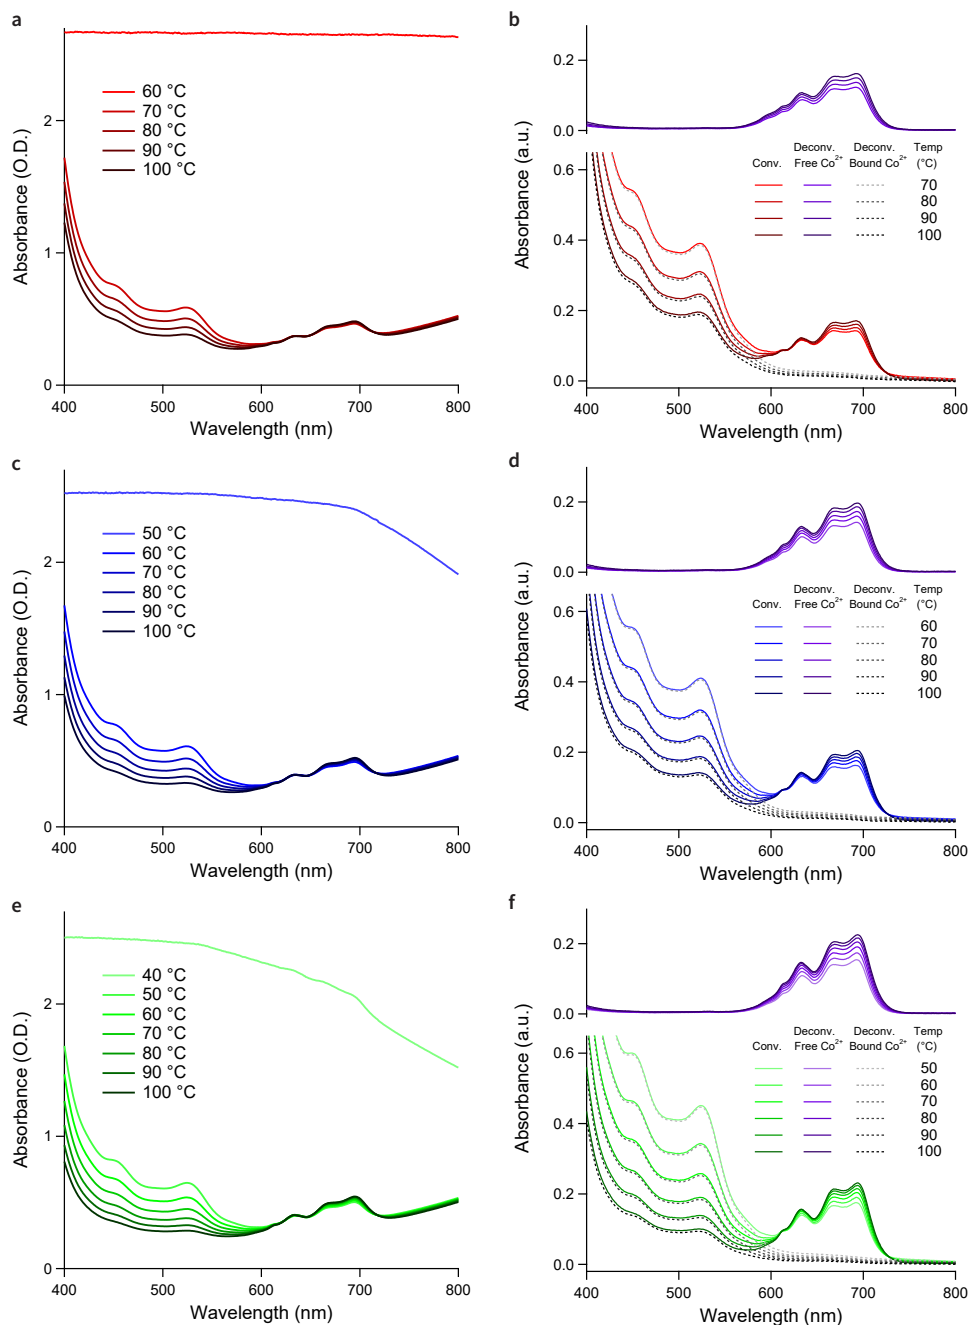 a
Absorbance (O.D.)
2
1
0
60 °C
70 °C
80 °C
90 °C
100 °C
400 500 600 700 800
Wavelength (nm)
b
Absorbance (a.u.)
0.2
0.0
0.6
0.4
0.2
0.0
Conv. Deconv. Free Co²⁺ Deconv. Bound Co²⁺ Temp (°C)
70
80
90
100
400 500 600 700 800
Wavelength (nm)
c
Absorbance (O.D.)
2
1
0
50 °C
60 °C
70 °C
80 °C
90 °C
100 °C
400 500 600 700 800
Wavelength (nm)
d
Absorbance (a.u.)
0.2
0.0
0.6
0.4
0.2
0.0
Conv. Deconv. Free Co²⁺ Deconv. Bound Co²⁺ Temp (°C)
60
70
80
90
100
400 500 600 700 800
Wavelength (nm)
e
Absorbance (O.D.)
2
1
0
40 °C
50 °C
60 °C
70 °C
80 °C
90 °C
100 °C
400 500 600 700 800
Wavelength (nm)
f
Absorbance (a.u.)
0.2
0.0
0.6
0.4
0.2
0.0
Conv. Deconv. Free Co²⁺ Deconv. Bound Co²⁺ Temp (°C)
50
60
70
80
90
100
400 500 600 700 800
Wavelength (nm)